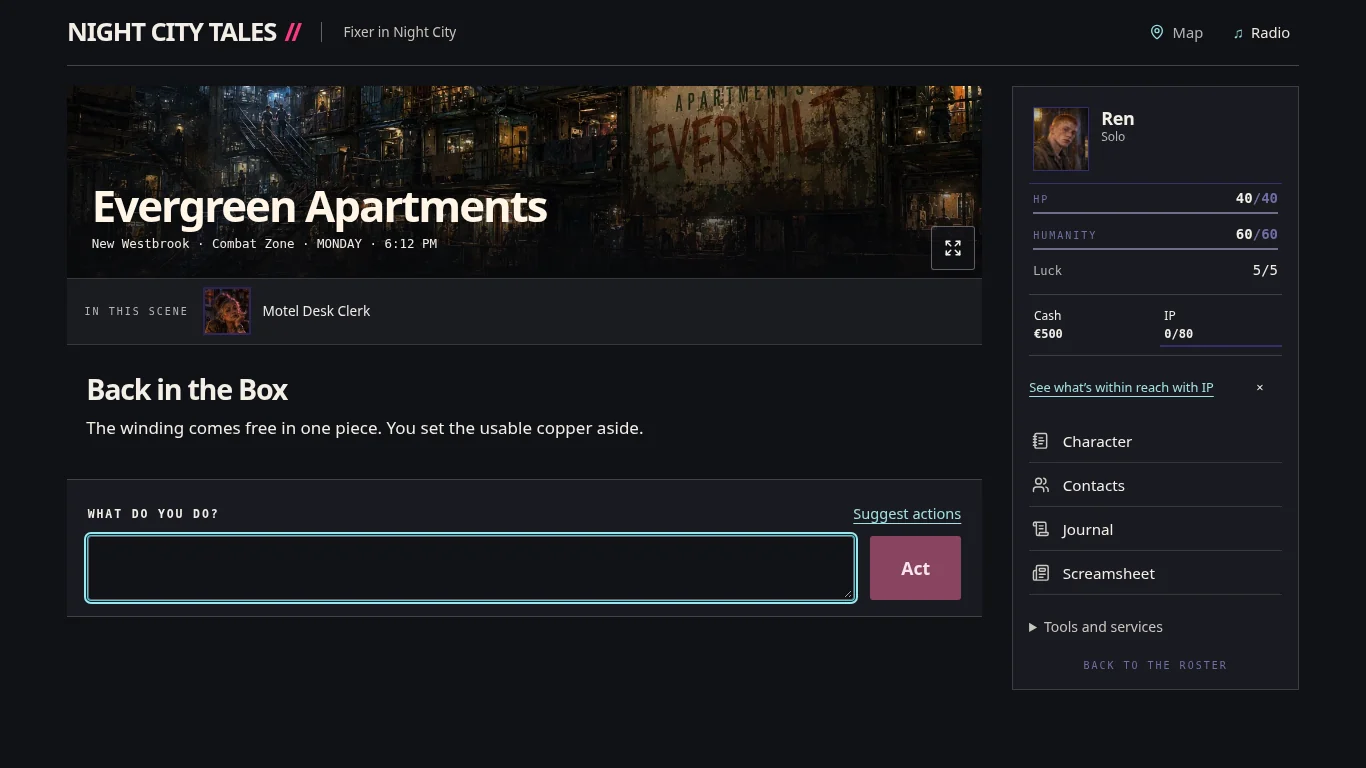 NIGHT CITY TALES //
Fixer in Night City
Map
Radio
APARTMENTS
EVERWILT
Evergreen Apartments
New Westbrook · Combat Zone · MONDAY · 6:12 PM
IN THIS SCENE
Motel Desk Clerk
Back in the Box
The winding comes free in one piece. You set the usable copper aside.
WHAT DO YOU DO?
Suggest actions
Act
Ren
Solo
HP
40/40
HUMANITY
60/60
Luck
5/5
Cash
€500
IP
0/80
See what’s within reach with IP
×
Character
Contacts
Journal
Screamsheet
Tools and services
BACK TO THE ROSTER